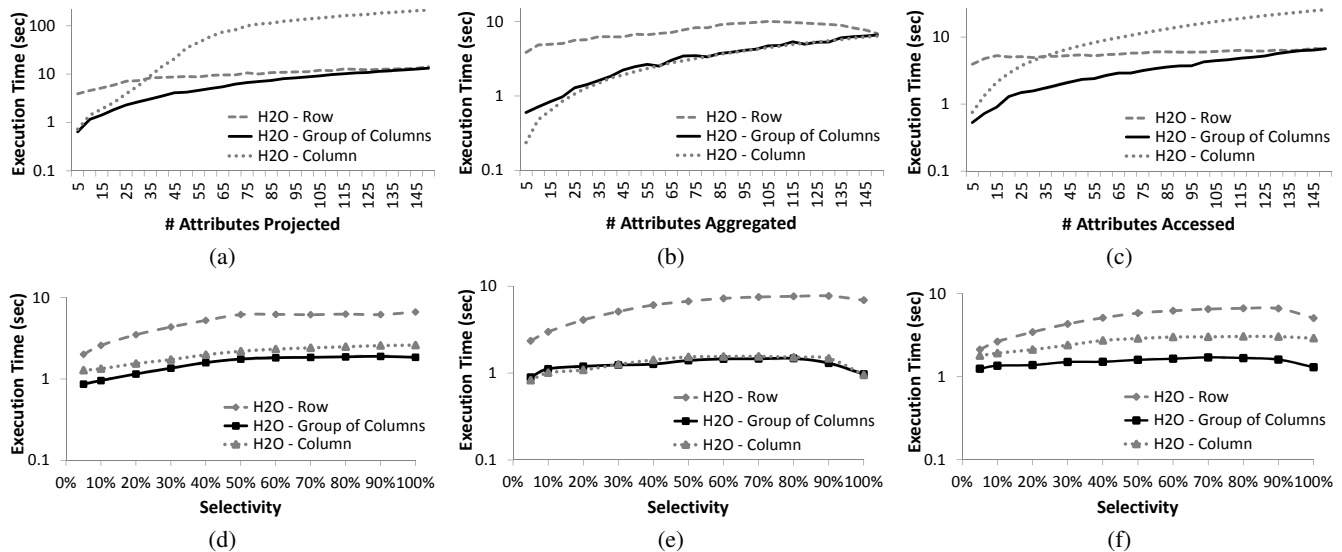 Execution Time (sec)
100
10
1
0.1
H2O - Row
H2O - Group of Columns
H2O - Column
5
15
25
35
45
55
65
75
85
95
105
115
125
135
145
# Attributes Projected
(a)
Execution Time (sec)
10
1
0.1
H2O - Row
H2O - Group of Columns
H2O - Column
5
15
25
35
45
55
65
75
85
95
105
115
125
135
145
# Attributes Aggregated
(b)
Execution Time (sec)
10
1
0.1
H2O - Row
H2O - Group of Columns
H2O - Column
5
15
25
35
45
55
65
75
85
95
105
115
125
135
145
# Attributes Accessed
(c)
Execution Time (sec)
10
1
0.1
H2O - Row
H2O - Group of Columns
H2O - Column
0% 10% 20% 30% 40% 50% 60% 70% 80% 90% 100%
Selectivity
(d)
Execution Time (sec)
10
1
0.1
H2O - Row
H2O - Group of Columns
H2O - Column
0% 10% 20% 30% 40% 50% 60% 70% 80% 90% 100%
Selectivity
(e)
Execution Time (sec)
10
1
0.1
H2O - Row
H2O - Group of Columns
H2O - Column
0% 10% 20% 30% 40% 50% 60% 70% 80% 90% 100%
Selectivity
(f)